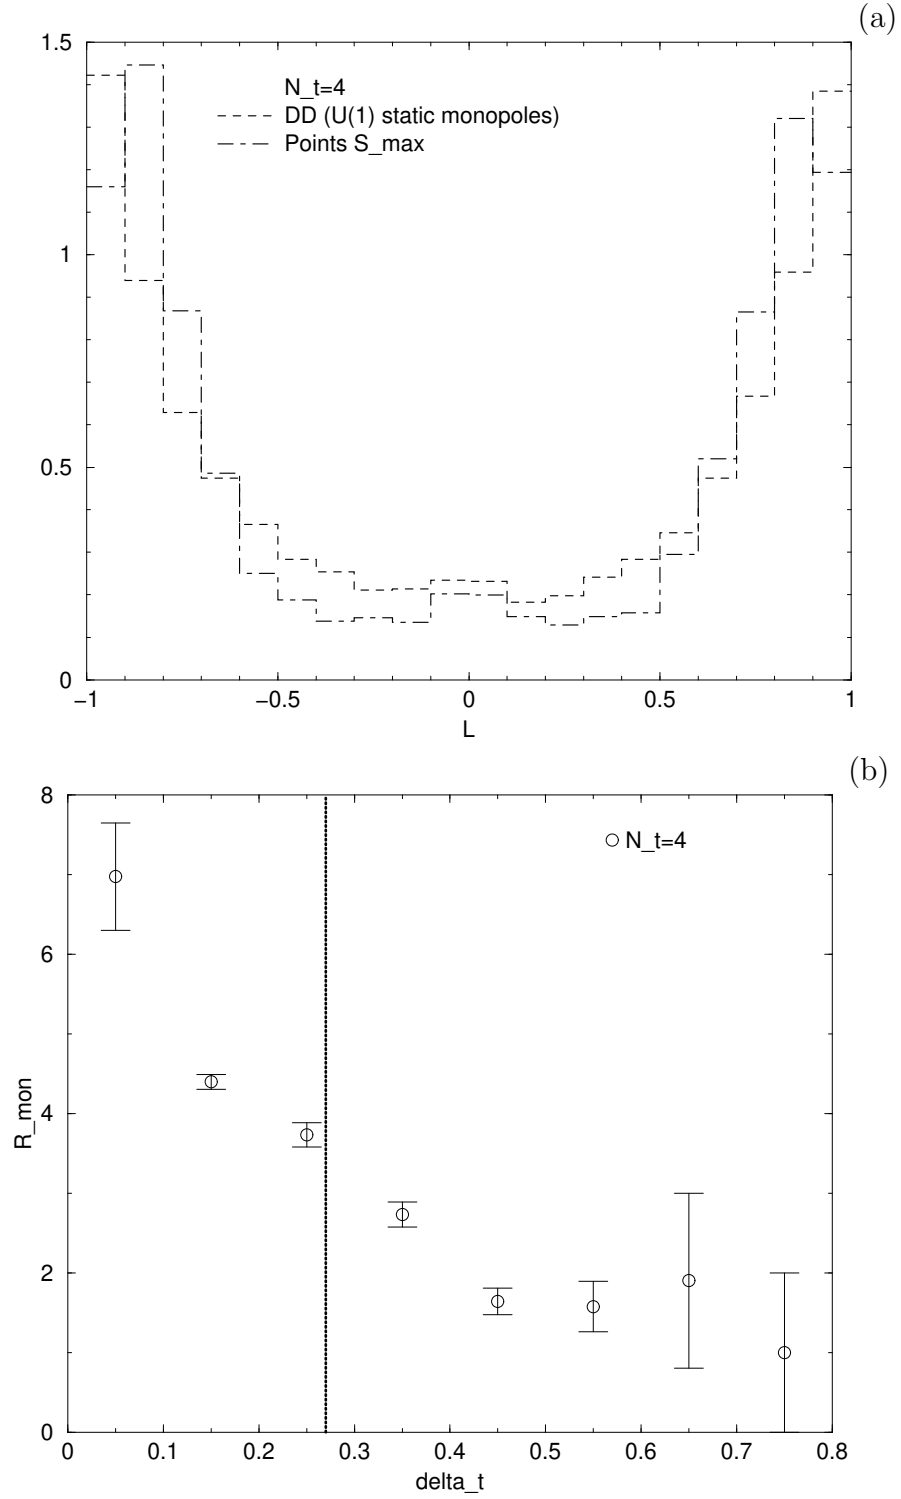 (a)
1.5
N_t=4
DD (U(1) static monopoles)
Points S_max
1
0.5
0
−1 −0.5 0 0.5 1
L
(b)
8
N_t=4
6
R_mon
4
2
0
0 0.1 0.2 0.3 0.4 0.5 0.6 0.7 0.8
delta_t